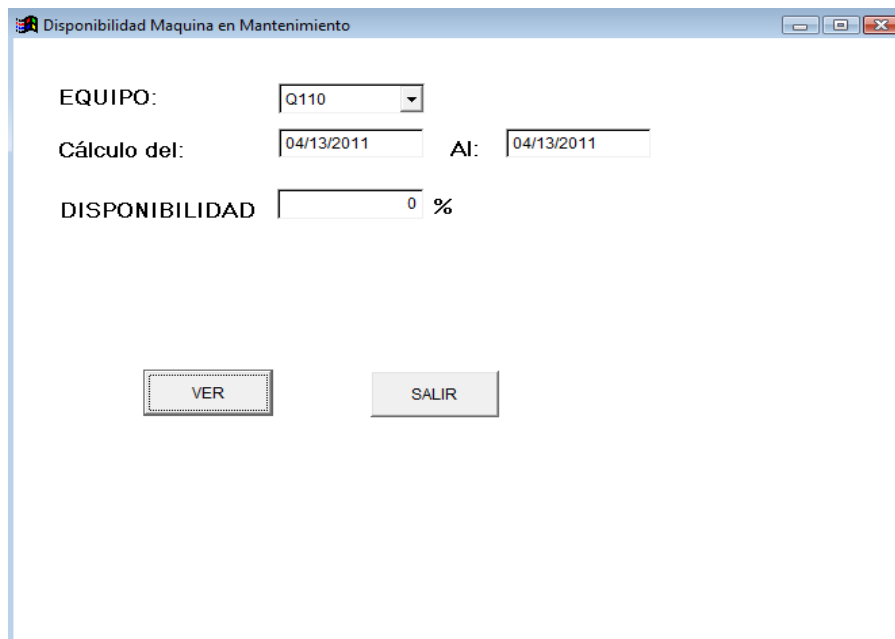 Disponibilidad Maquina en Mantenimiento
EQUIPO: Q110
Cálculo del: 04/13/2011 Al: 04/13/2011
DISPONIBILIDAD 0 %
VER SALIR